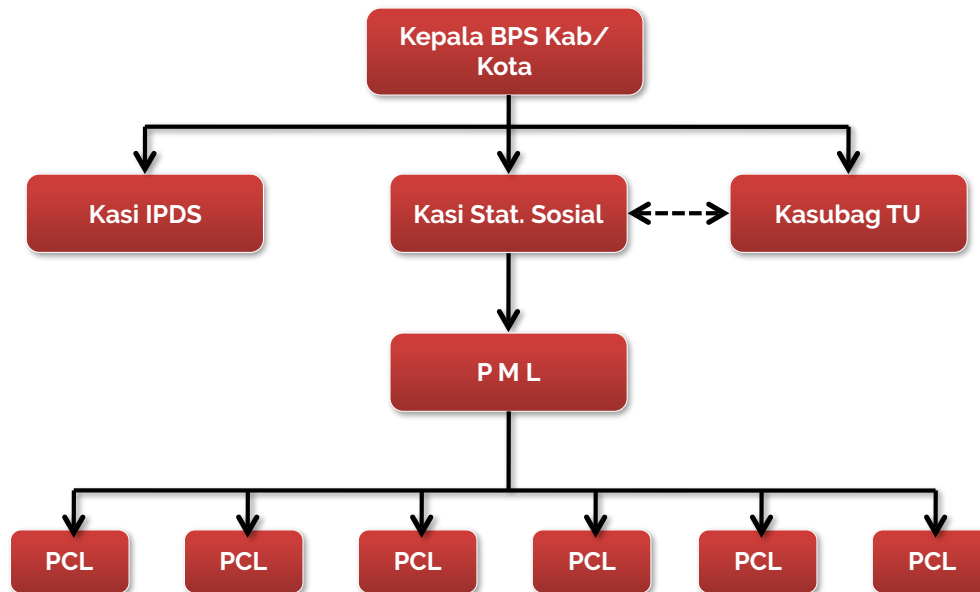 Kepala BPS Kab/
Kota
Kasi IPDS
Kasi Stat. Sosial
Kasubag TU
P M L
PCL
PCL
PCL
PCL
PCL
PCL